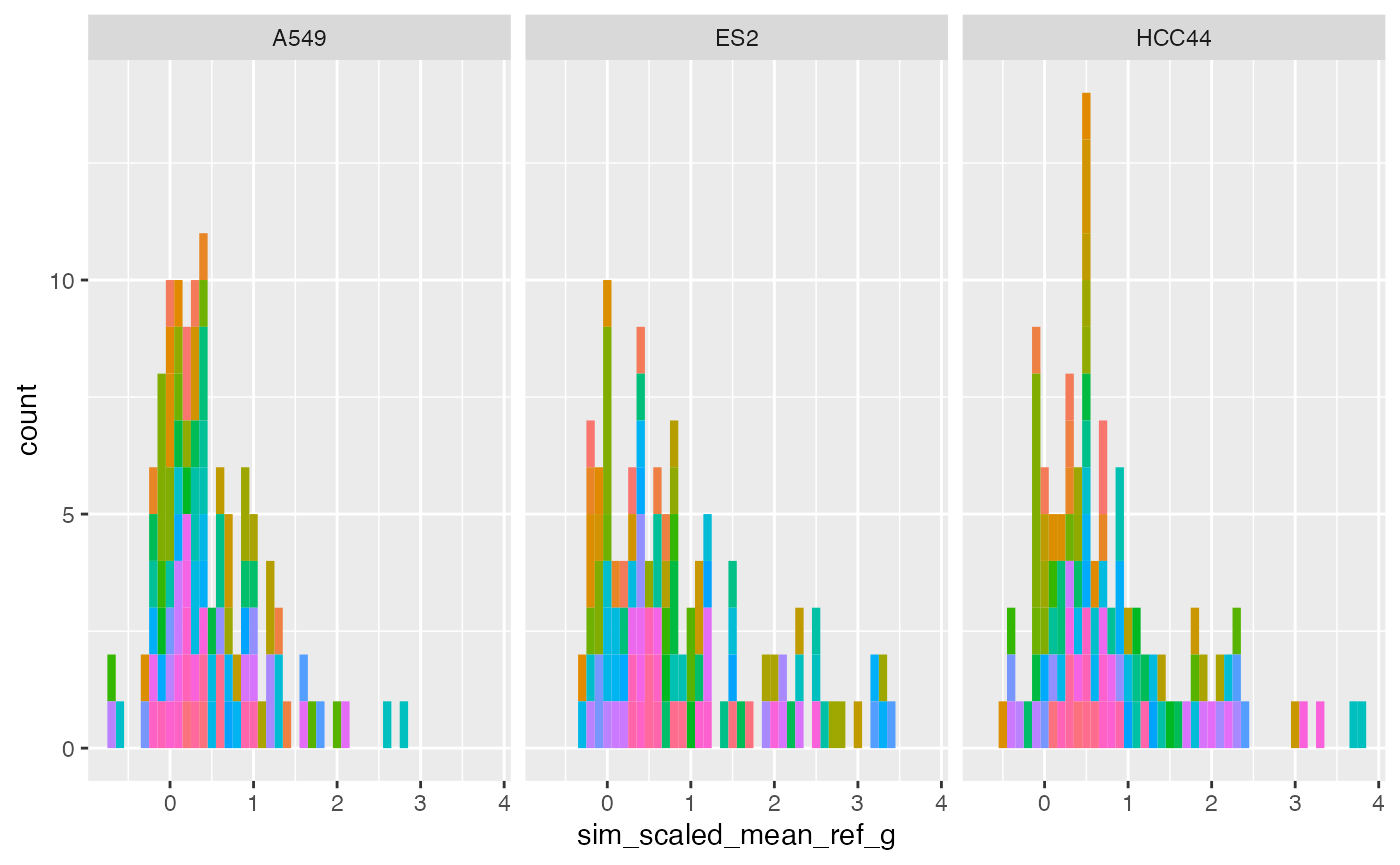 A549 ES2 HCC44
10
5
0
count
0 1 2 3 4 0 1 2 3 4 0 1 2 3 4
sim_scaled_mean_ref_g